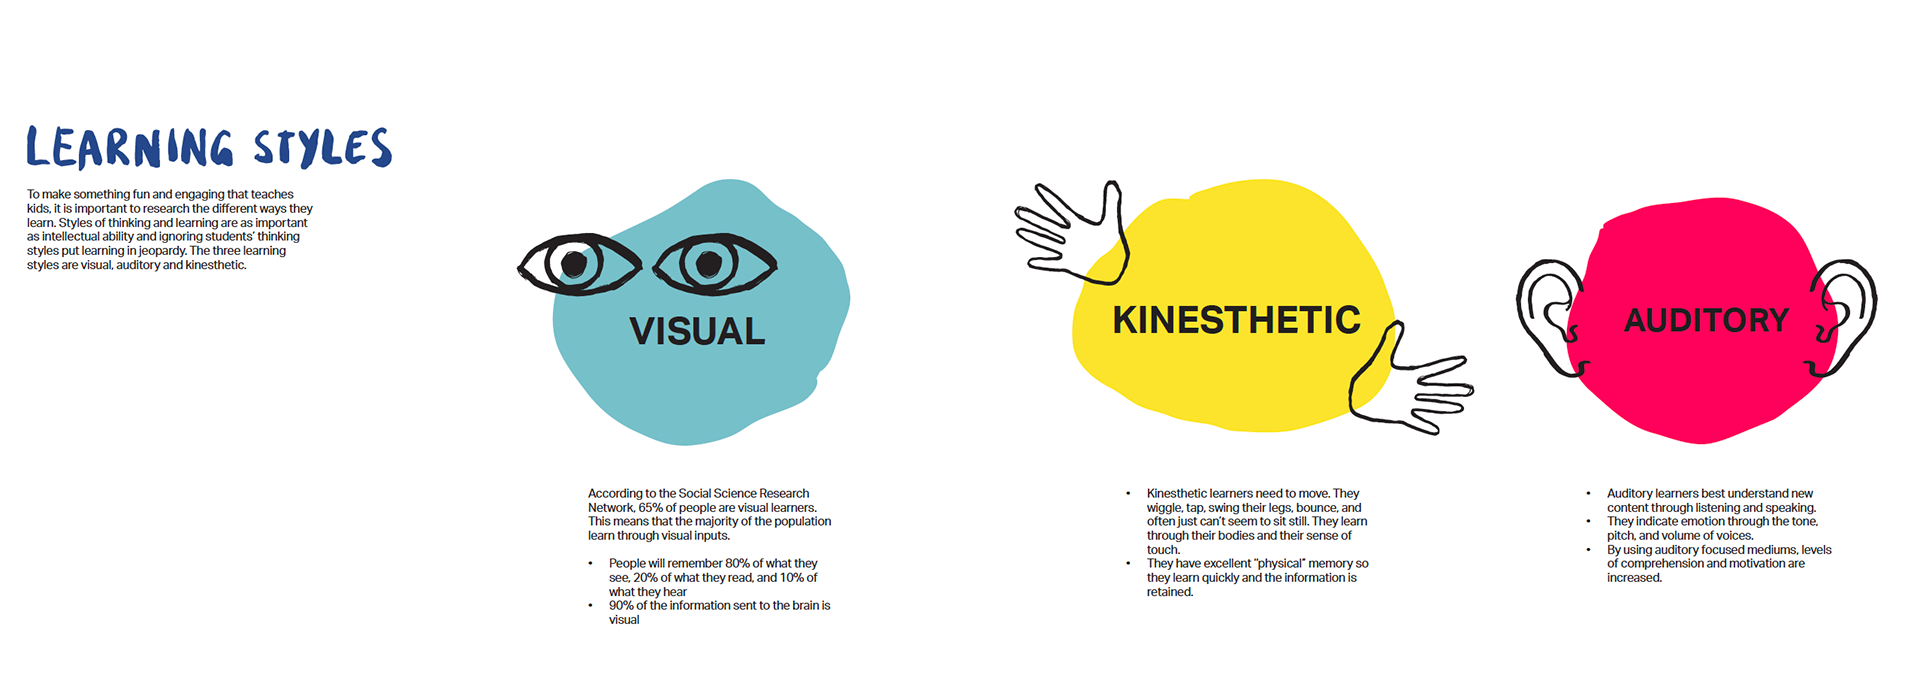 LEARNING STYLES
To make something fun and engaging that teaches
kids, it is important to research the different ways they
learn. Styles of thinking and learning are as important
as intellectual ability and ignoring students' thinking
styles put learning in jeopardy. The three learning
styles are visual, auditory and kinesthetic.
VISUAL
According to the Social Science Research
Network, 65% of people are visual learners.
This means that the majority of the population
learn through visual inputs.
• People will remember 80% of what they
see, 20% of what they read, and 10% of
what they hear
• 90% of the information sent to the brain is
visual
KINESTHETIC
• Kinesthetic learners need to move. They
wiggle, tap, swing their legs, bounce, and
often just can't seem to sit still. They learn
through their bodies and their sense of
touch.
• They have excellent "physical" memory so
they learn quickly and the information is
retained.
AUDITORY
• Auditory learners best understand new
content through listening and speaking.
• They indicate emotion through the tone,
pitch, and volume of voices.
• By using auditory focused mediums, levels
of comprehension and motivation are
increased.